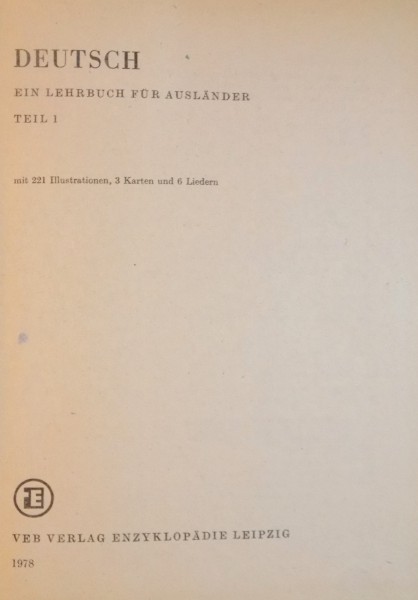 DEUTSCH
EIN LEHRBUCH FÜR AUSLÄNDER
TEIL 1
mit 221 Illustrationen, 3 Karten und 6 Liedern
E
VEB VERLAG ENZYKLOPÄDIE LEIPZIG
1978